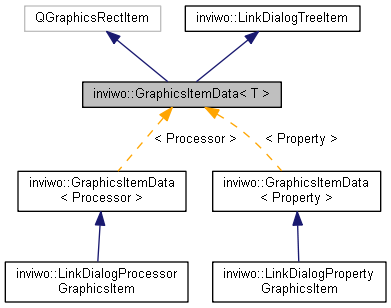 QGraphicsRectItem
inviwo::LinkDialogTreeItem
inviwo::GraphicsItemData< T >
< Processor >
< Property >
inviwo::GraphicsItemData
< Processor >
inviwo::GraphicsItemData
< Property >
inviwo::LinkDialogProcessor
GraphicsItem
inviwo::LinkDialogProperty
GraphicsItem